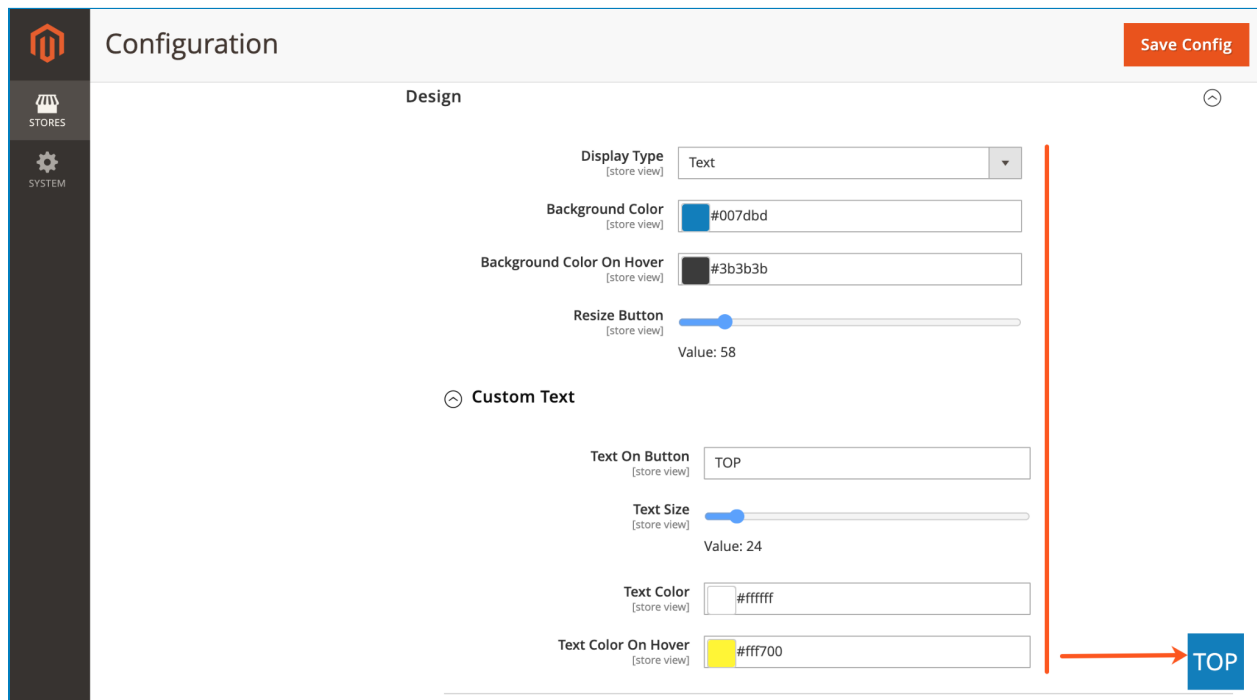 Configuration
Save Config
STORES
SYSTEM
Design
Display Type
[store view]
Text
Background Color
[store view]
#007dbd
Background Color On Hover
[store view]
#3b3b3b
Resize Button
[store view]
Value: 58
Custom Text
Text On Button
[store view]
TOP
Text Size
[store view]
Value: 24
Text Color
[store view]
#ffffff
Text Color On Hover
[store view]
#fff700
TOP